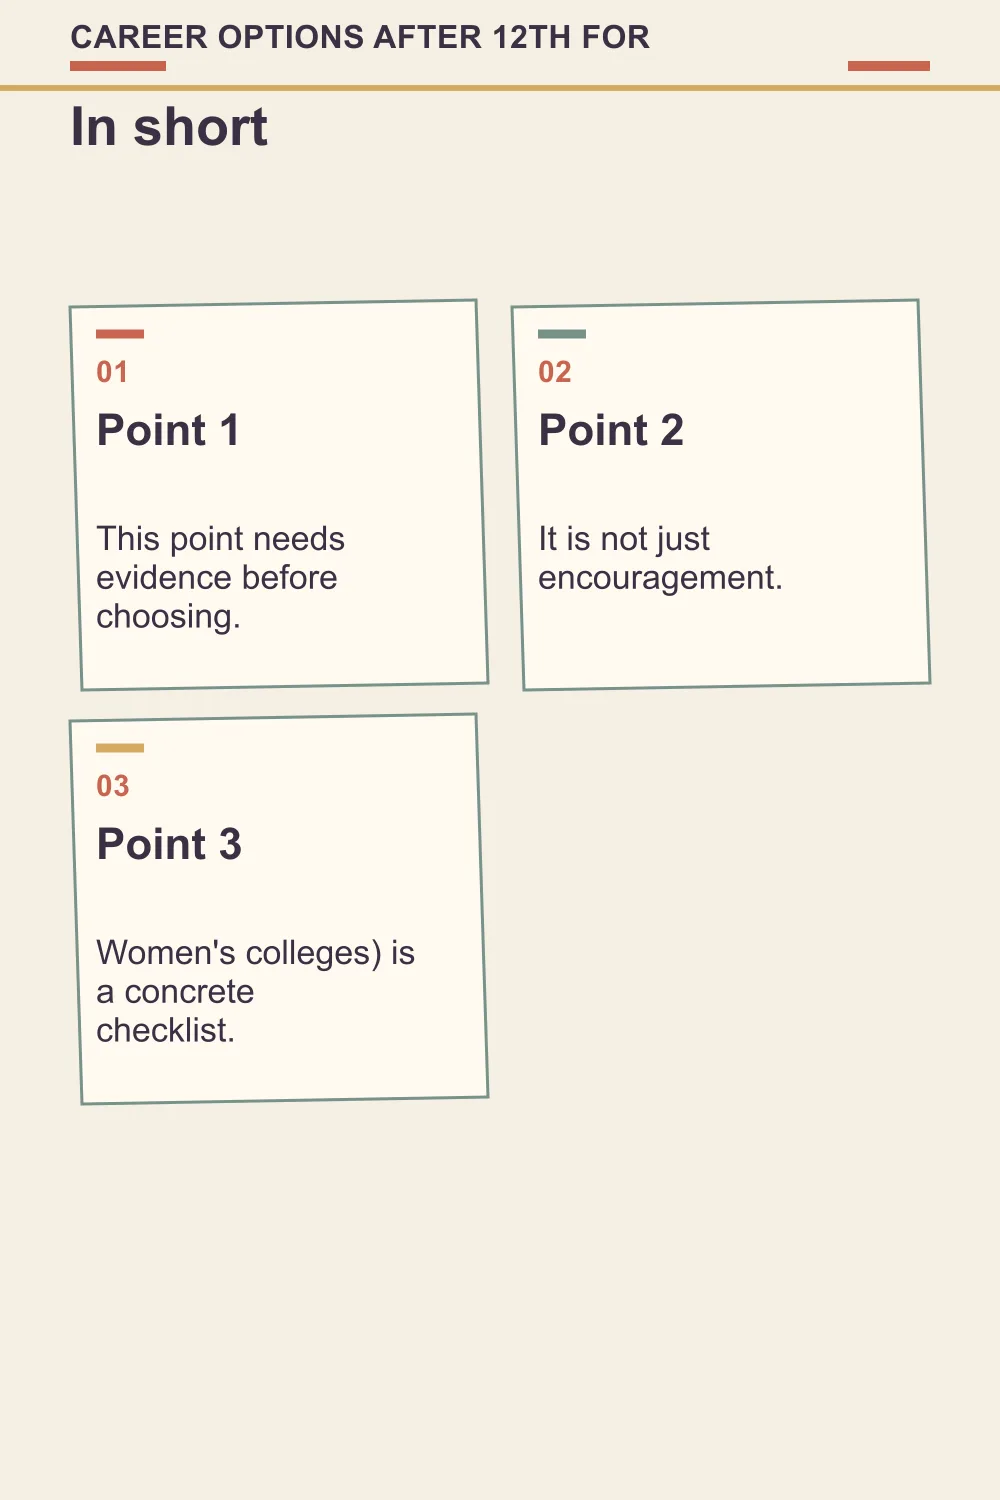 CAREER OPTIONS AFTER 12TH FOR
In short
01
Point 1
This point needs
evidence before
choosing.
02
Point 2
It is not just
encouragement.
03
Point 3
Women's colleges) is
a concrete
checklist.